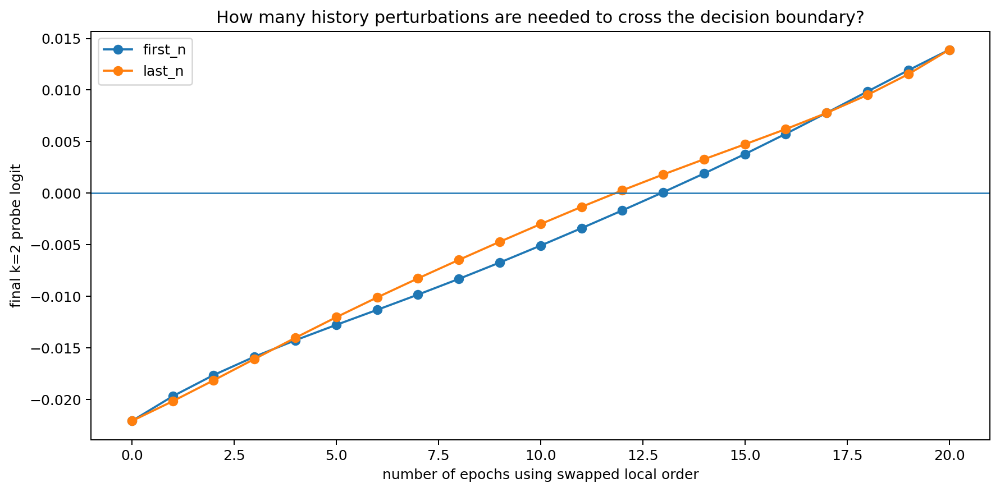 How many history perturbations are needed to cross the decision boundary?
first_n
last_n
final k=2 probe logit
0.015
0.010
0.005
0.000
−0.005
−0.010
−0.015
−0.020
0.0 2.5 5.0 7.5 10.0 12.5 15.0 17.5 20.0
number of epochs using swapped local order